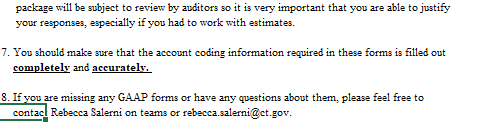 package will be subject to review by auditors so it is very important that you are able to justify
your responses, especially if you had to work with estimates.
7. You should make sure that the account coding information required in these forms is filled out
completely and accurately.
8. If you are missing any GAAP forms or have any questions about them, please feel free to
contact Rebecca Salerni on teams or rebecca.salerni@ct.gov.